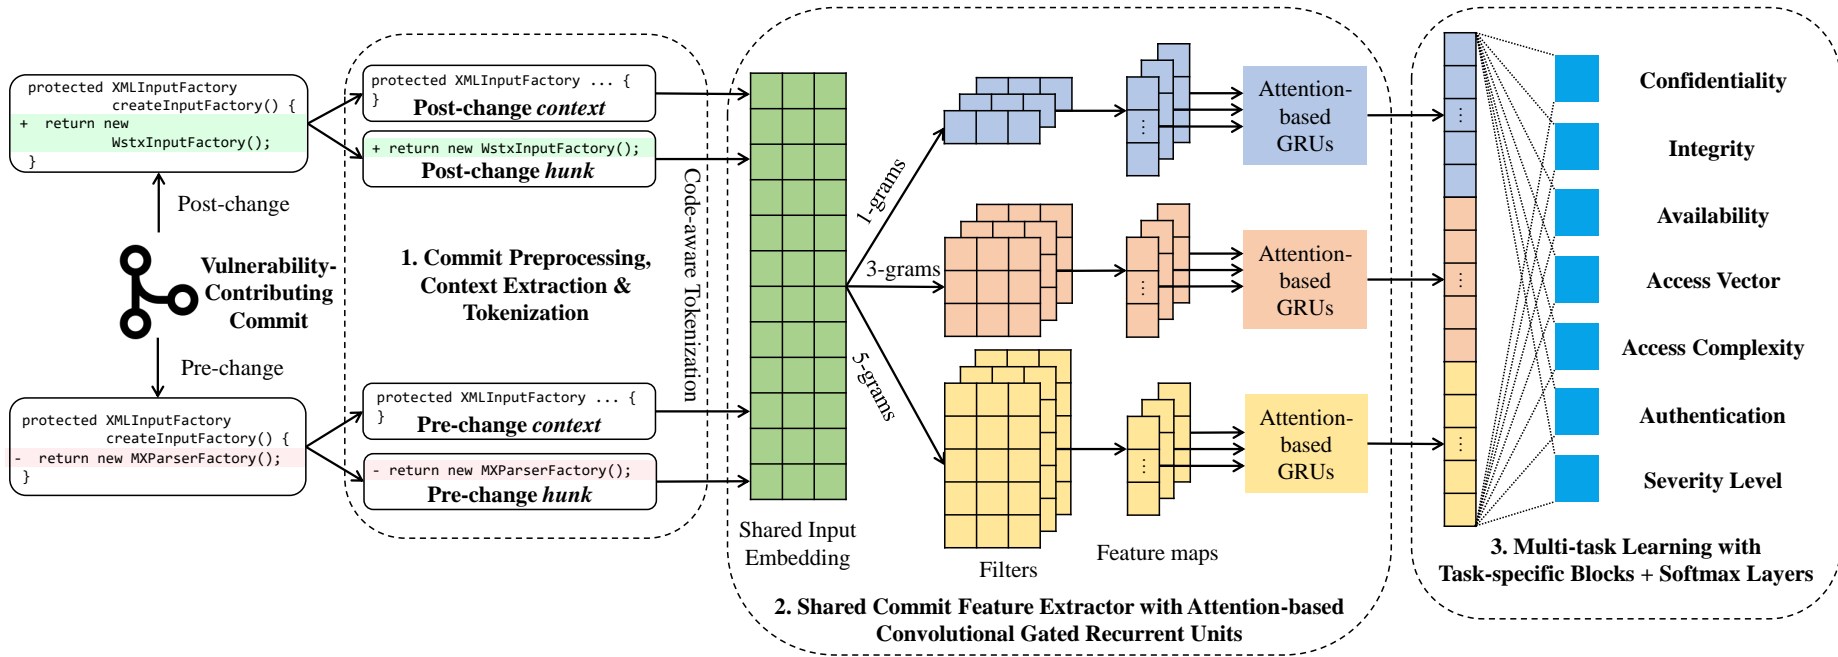 protected XMLInputFactory
createInputFactory() {
+ return new
WstxInputFactory();
}
Post-change
Vulnerability-
Contributing
Commit
Pre-change
protected XMLInputFactory
createInputFactory() {
- return new MXParserFactory();
}
protected XMLInputFactory ... {
}
Post-change context
+ return new WstxInputFactory();
Post-change hunk
1. Commit Preprocessing,
Context Extraction &
Tokenization
protected XMLInputFactory ... {
}
Pre-change context
- return new MXParserFactory();
Pre-change hunk
Code-aware Tokenization
Shared Input
Embedding
1-grams
3-grams
5-grams
Filters
...
...
...
Feature maps
Attention-
based
GRUs
Attention-
based
GRUs
Attention-
based
GRUs
2. Shared Commit Feature Extractor with Attention-based
Convolutional Gated Recurrent Units
...
...
...
Confidentiality
Integrity
Availability
Access Vector
Access Complexity
Authentication
Severity Level
3. Multi-task Learning with
Task-specific Blocks + Softmax Layers